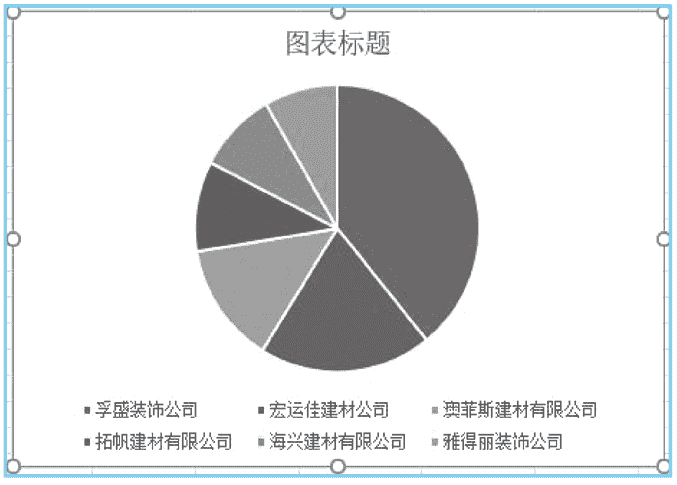 图表标题
孚盛装饰公司 宏运佳建材公司 澳菲斯建材有限公司
拓帆建材有限公司 海兴建材有限公司 雅得丽装饰公司